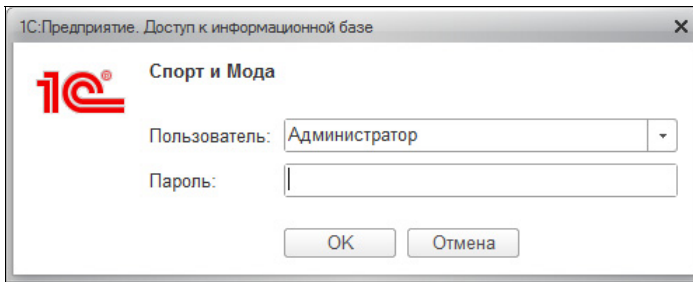 1С:Предприятие. Доступ к информационной базе
1С®
Спорт и Мода
Пользователь: Администратор
Пароль:
OK Отмена